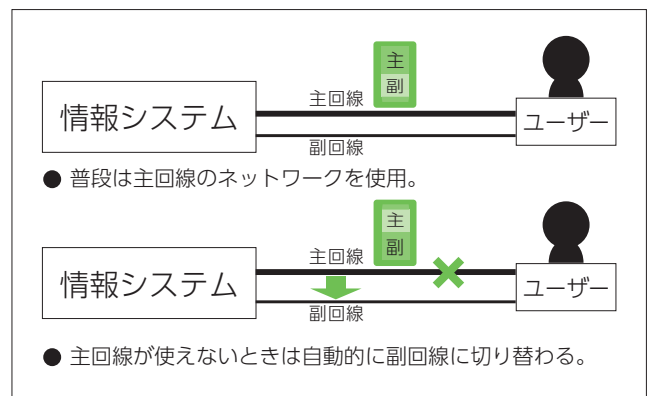 主
副
主回線
情報システム
ユーザー
副回線
● 普段は主回線のネットワークを使用。
主
副
主回線
情報システム
ユーザー
副回線
● 主回線が使えないときは自動的に副回線に切り替わる。